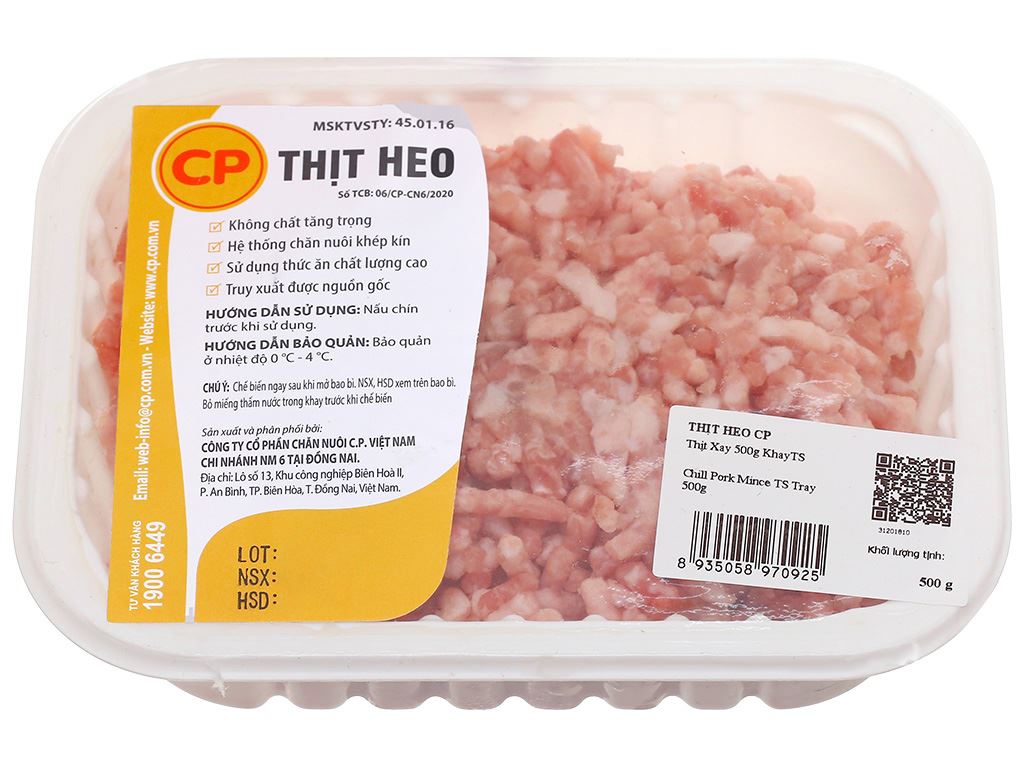 MSKTVSTY: 45.01.16
CP
THỊT HEO
Số TCB: 06/CP-CN6/2020
Không chất tăng trọng
Hệ thống chăn nuôi khép kín
Sử dụng thức ăn chất lượng cao
Truy xuất được nguồn gốc
HƯỚNG DẪN SỬ DỤNG: Nấu chín
trước khi sử dụng.
HƯỚNG DẪN BẢO QUẢN: Bảo quản
ở nhiệt độ 0 °C - 4 °C.
CHÚ Ý: Chế biến ngay sau khi mở bao bì. NSX, HSD xem trên bao bì.
Bỏ miếng thấm nước trong khay trước khi chế biến
Sản xuất và phân phối bởi:
CÔNG TY CỔ PHẦN CHĂN NUÔI C.P. VIỆT NAM
CHI NHÁNH NM 6 TẠI ĐỒNG NAI.
Địa chỉ: Lô số 13, Khu công nghiệp Biên Hoà II,
P. An Bình, TP. Biên Hòa, T. Đồng Nai, Việt Nam.
LOT:
NSX:
HSD:
TƯ VẤN KHÁCH HÀNG
1900 6449
Email: web-info@cp.com.vn - Website: www.cp.com.vn
THIT HEO CP
Thịt Xay 500g KhayTS
Chill Pork Mince TS Tray
500g
8 935058 970925
31201810
Khối lượng tịnh:
500 g